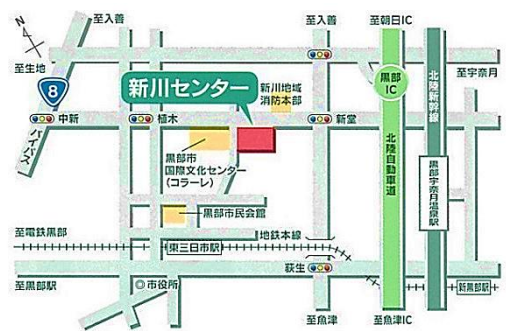 N
至入善
至入善
至朝日IC
至生地
8
バイパス
中新
植木
新川センター
新川地域
消防本部
新堂
黒部
IC
至宇奈月
北陸新幹線
北陸自動車道
黒部宇奈月温泉駅
黒部市
国際文化センター
(コラーレ)
黒部市民会館
至電鉄黒部
地鉄本線
東三日市駅
荻生
新黒部駅
至黒部駅
◎市役所
至魚津
至魚津IC